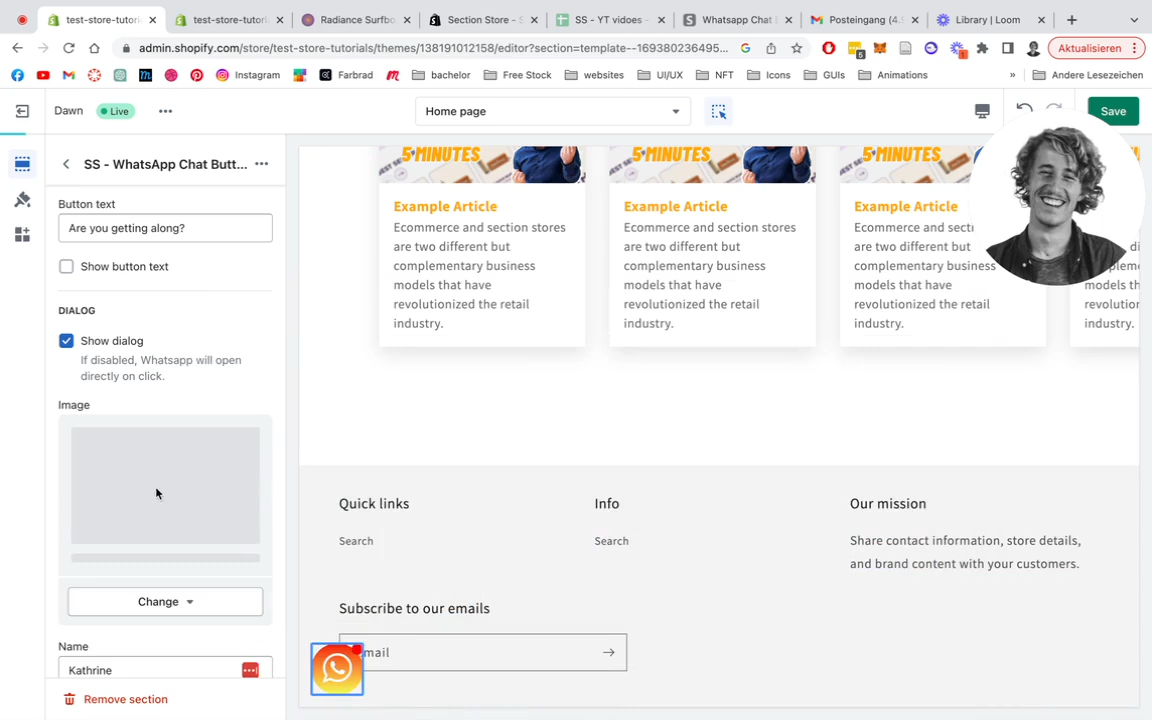 test-store-tutori
test-store-tutori
Radiance Surfbo
Section Store - S
SS - YT vidoes -
Whatsapp Chat
Posteingang (4.
Library | Loom
admin.shopify.com/store/test-store-tutorials/themes/138191012158/editor?section=template--169380236495...
Aktualisieren
Instagram
Farbrad
bachelor
Free Stock
websites
UI/UX
NFT
Icons
GUIs
Animations
»
Andere Lesezeichen
Dawn
Live
Home page
Save
SS - WhatsApp Chat Butt...
Button text
Are you getting along?
Show button text
DIALOG
Show dialog
If disabled, Whatsapp will open
directly on click.
Image
Change
Name
Kathrine
Remove section
5 MINUTES
5 MINUTES
5 MINUTES
Example Article
Ecommerce and section stores
are two different but
complementary business
models that have
revolutionized the retail
industry.
Example Article
Ecommerce and section stores
are two different but
complementary business
models that have
revolutionized the retail
industry.
Example Article
Ecommerce and secti
are two different but
complementary business
models that have
revolutionized the retail
industry.
models t
revolutio
industry.
Quick links
Search
Info
Search
Our mission
Share contact information, store details,
and brand content with your customers.
Subscribe to our emails
mail